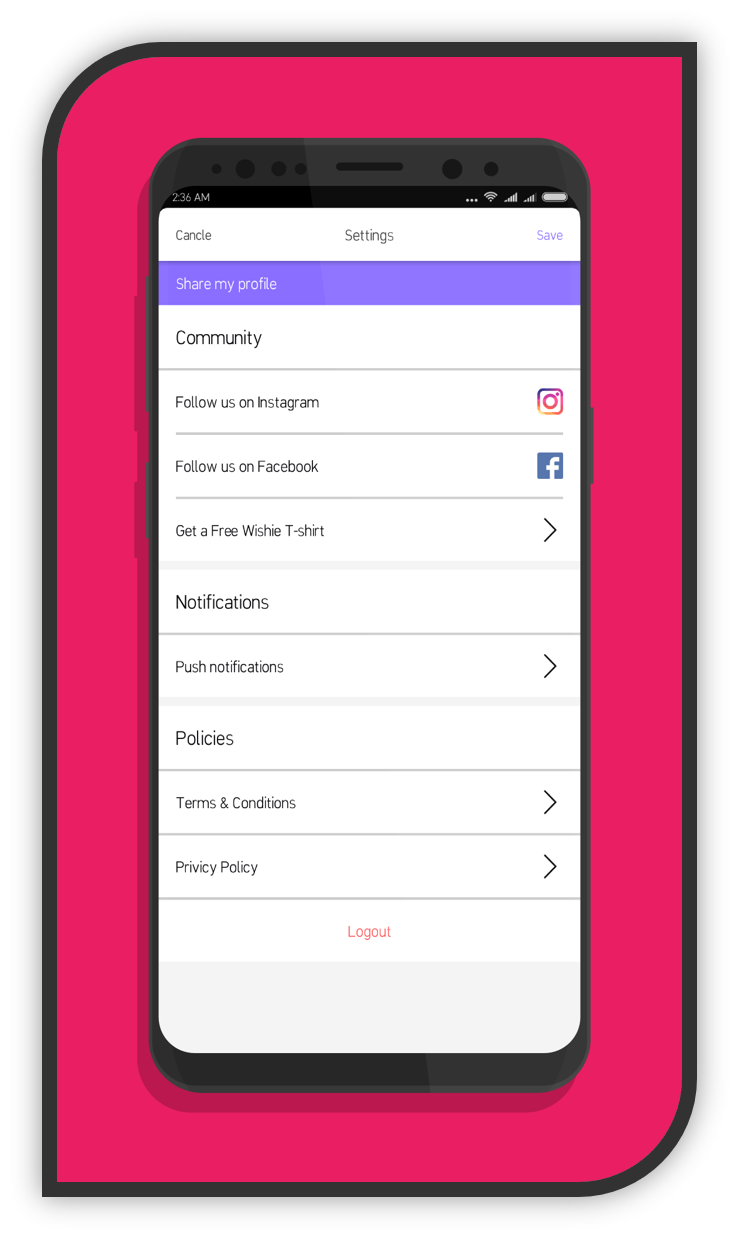 2:36 AM
Cancle Settings Save
Share my profile
Community
Follow us on Instagram
Follow us on Facebook
Get a Free Wishie T-shirt
Notifications
Push notifications
Policies
Terms & Conditions
Privicy Policy
Logout